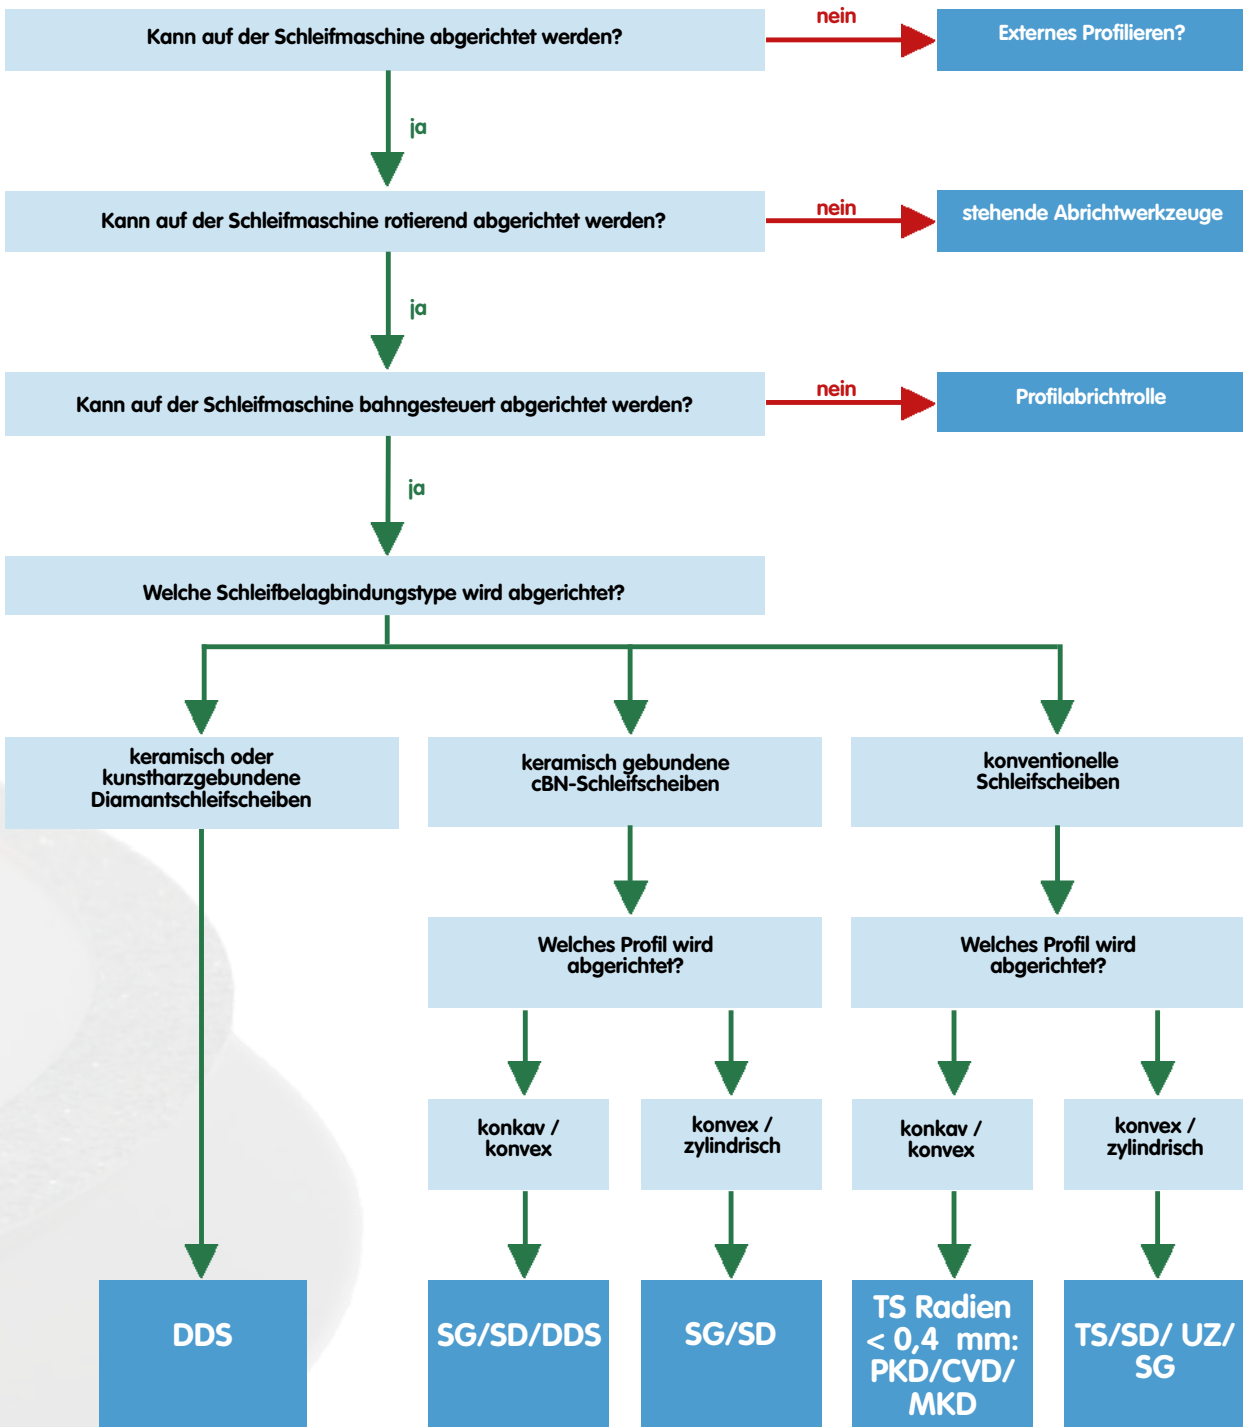 Kann auf der Schleifmaschine abgerichtet werden?
nein
Externes Profilieren?
ja
Kann auf der Schleifmaschine rotierend abgerichtet werden?
nein
stehende Abrichtwerkzeuge
ja
Kann auf der Schleifmaschine bahngesteuert abgerichtet werden?
nein
Profilabrichtrolle
ja
Welche Schleifbelagbindungstype wird abgerichtet?
keramisch oder
kunstharzgebundene
Diamantschleifscheiben
keramisch gebundene
cBN-Schleifscheiben
konventionelle
Schleifscheiben
Welches Profil wird
abgerichtet?
Welches Profil wird
abgerichtet?
konkav /
konvex
konvex /
zylindrisch
konkav /
konvex
konvex /
zylindrisch
DDS
SG/SD/DDS
SG/SD
TS Radien
< 0,4 mm:
PKD/CVD/
MKD
TS/SD/ UZ/
SG